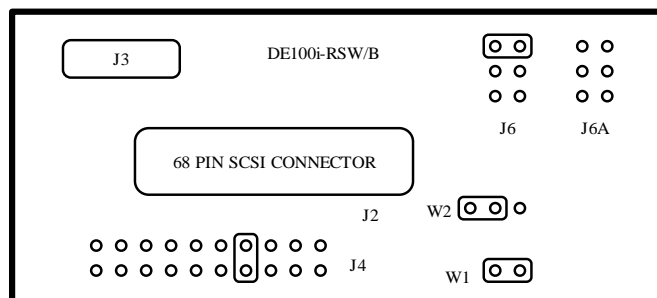 J3
DE100i-RSW/B
J6
J6A
68 PIN SCSI CONNECTOR
J2
W2
J4
W1